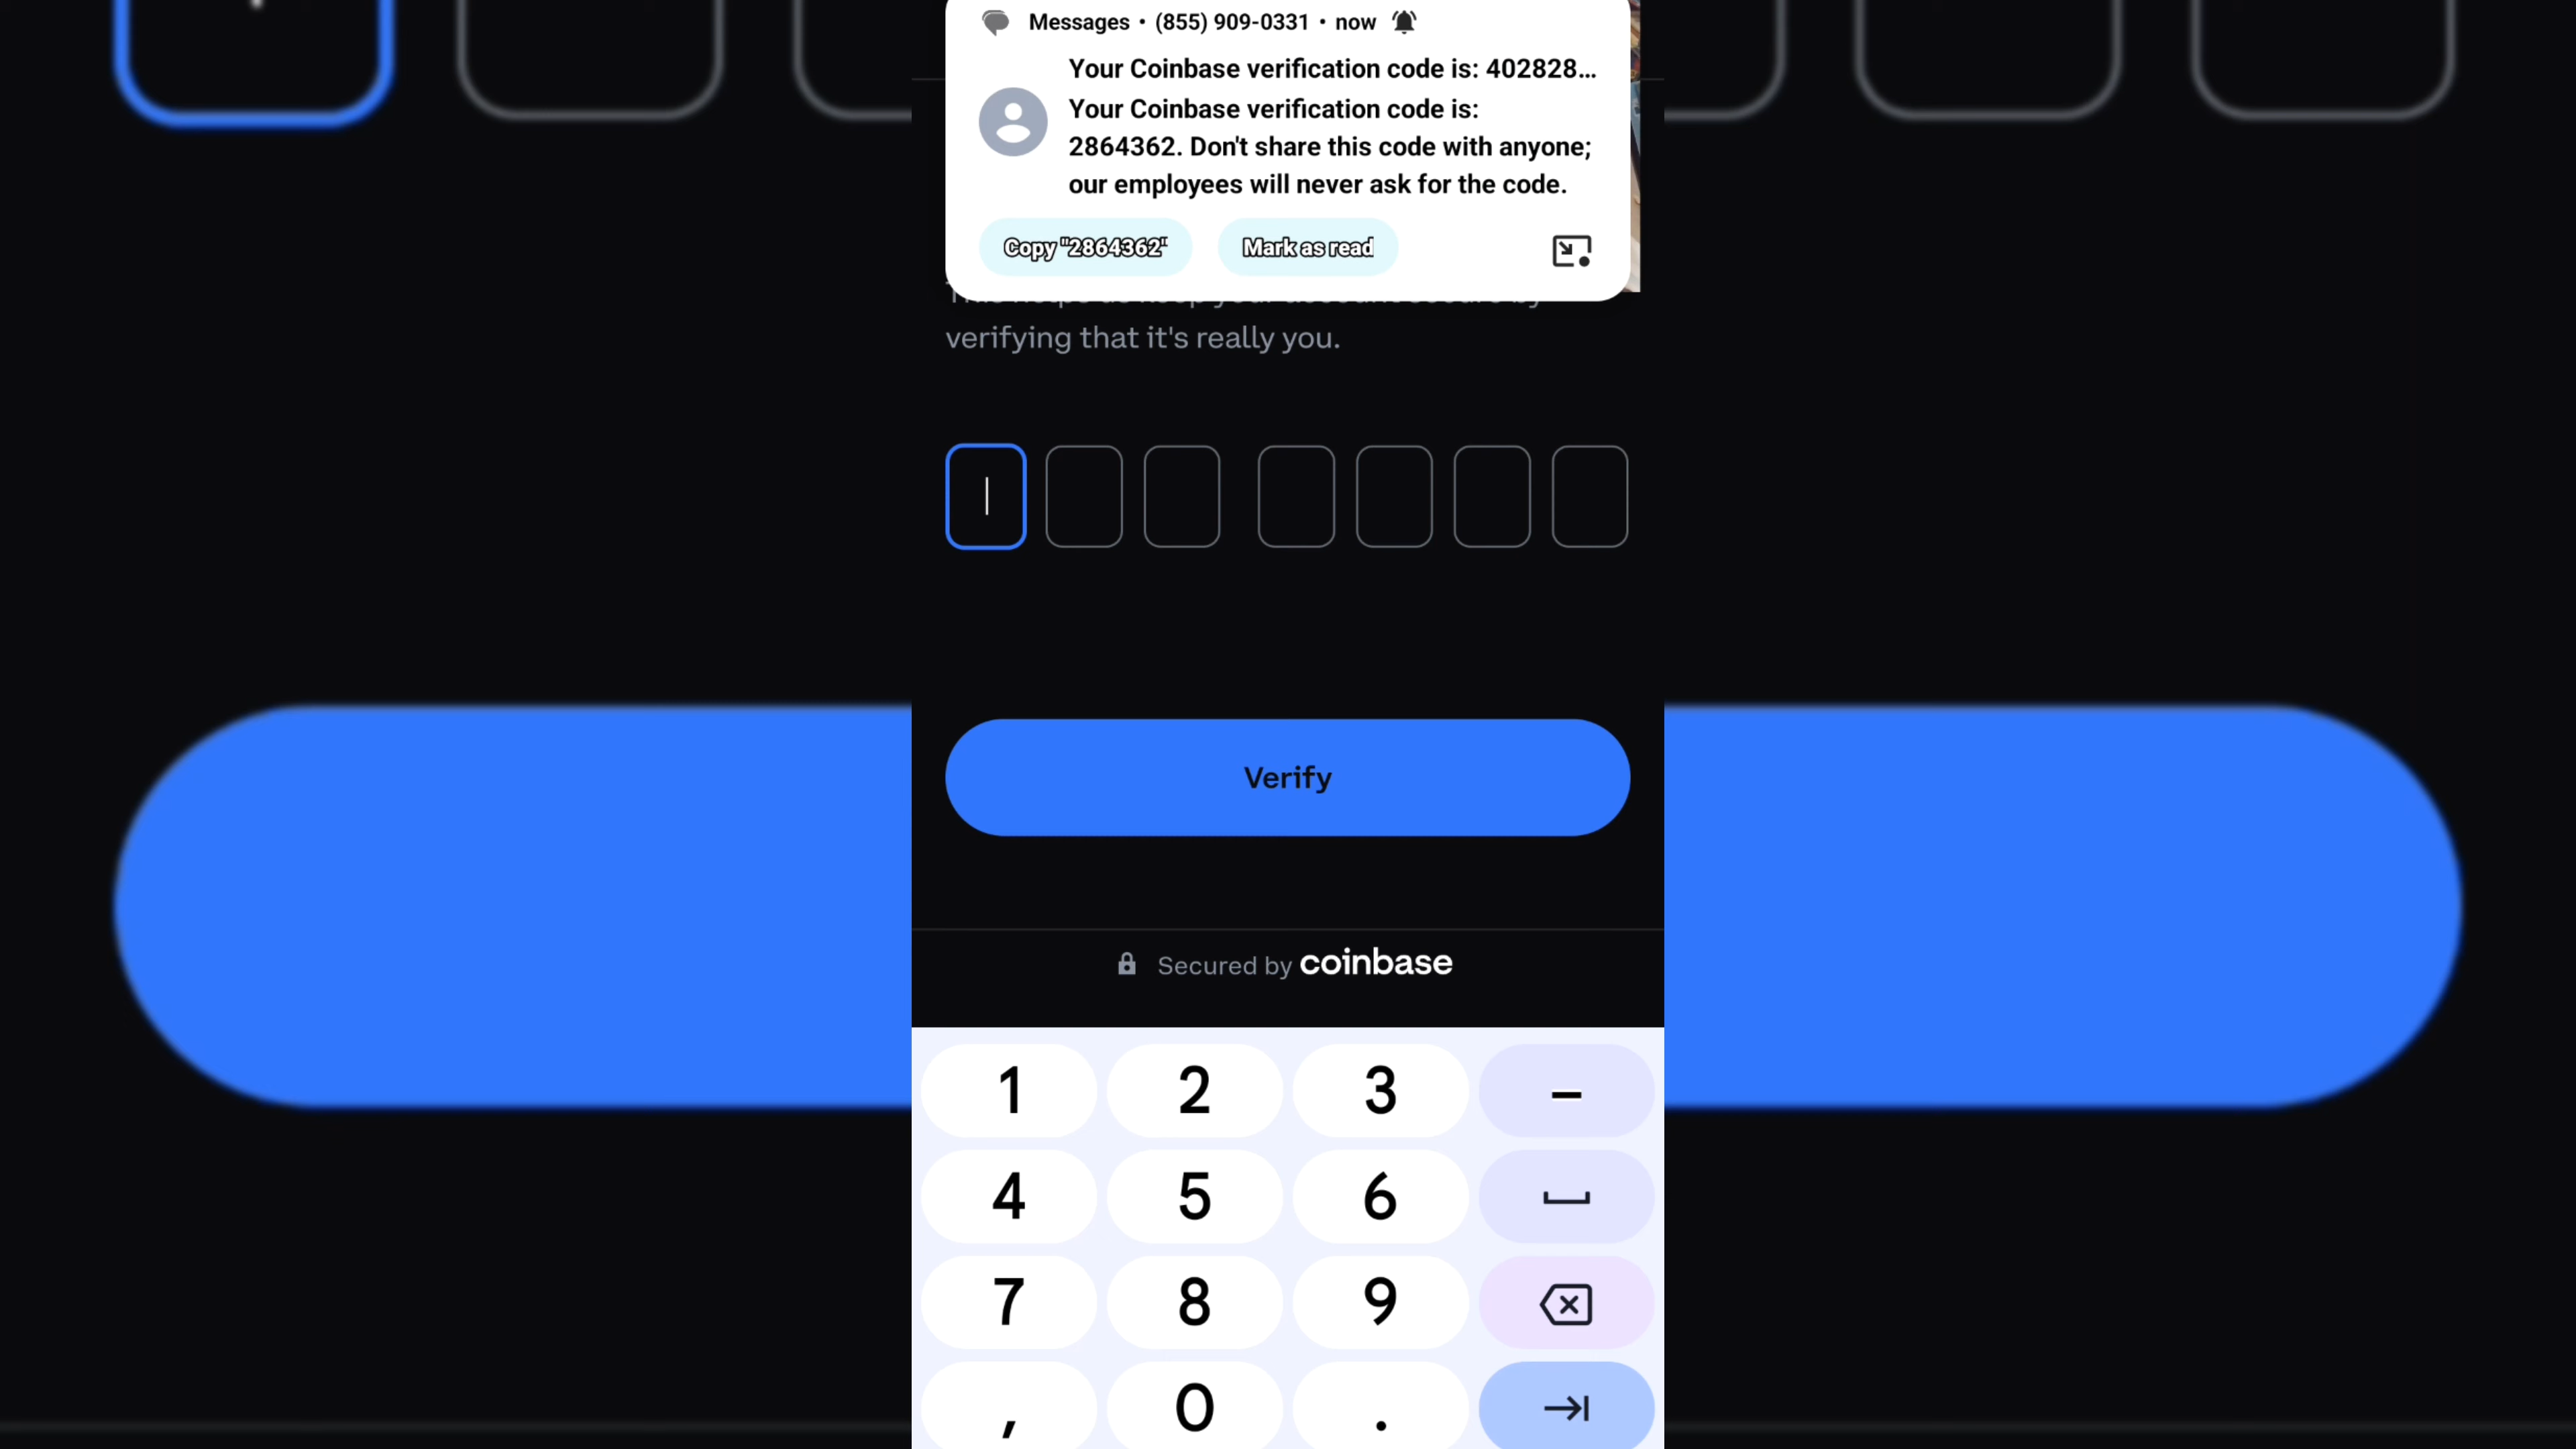 Messages • (855) 909-0331 • now
Your Coinbase verification code is: 402828...
Your Coinbase verification code is:
2864362. Don't share this code with anyone;
our employees will never ask for the code.
Copy "2864362" Mark as read
verifying that it's really you.
Verify
Secured by coinbase
1 2 3 –
4 5 6
7 8 9
, 0 .